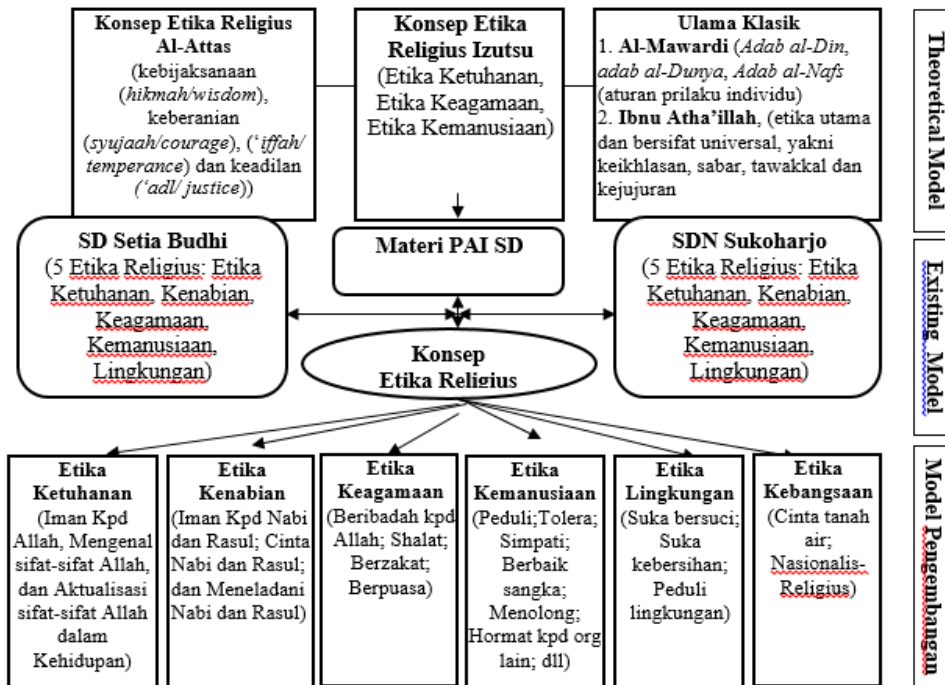 Konsep Etika Religius
Al-Attas
(kebijaksanaan
(hikmah/wisdom),
keberanian
(syujaah/courage), ('iffah/
temperance) dan keadilan
('adl/ justice))
Konsep Etika
Religius Izutsu
(Etika Ketuhanan,
Etika Keagamaan,
Etika Kemanusiaan)
Ulama Klasik
1. Al-Mawardi (Adab al-Din,
adab al-Dunya, Adab al-Nafs
(aturan prilaku individu)
2. Ibnu Atha'illah, (etika utama
dan bersifat universal, yakni
keikhlasan, sabar, tawakkal dan
kejujuran
Theoretical Model
SD Setia Budhi
(5 Etika Religius: Etika
Ketuhanan, Kenabian,
Keagamaan,
Kemanusiaan,
Lingkungan)
Materi PAI SD
SDN Sukoharjo
(5 Etika Religius: Etika
Ketuhanan, Kenabian,
Keagamaan,
Kemanusiaan,
Lingkungan)
Existing Model
Konsep
Etika Religius
Etika
Ketuhanan
(Iman Kpd
Allah, Mengenal
sifat-sifat Allah,
dan Aktualisasi
sifat-sifat Allah
dalam
Kehidupan)
Etika
Kenabian
(Iman Kpd Nabi
dan Rasul; Cinta
Nabi dan Rasul;
dan Meneladani
Nabi dan Rasul)
Etika
Keagamaan
(Beribadah kpd
Allah; Shalat;
Berzakat;
Berpuasa)
Etika
Kemanusiaan
(Peduli;Tolera;
Simpati;
Berbaik
sangka;
Menolong;
Hormat kpd org
lain; dll)
Etika
Lingkungan
(Suka bersuci;
Suka
kebersihan;
Peduli
lingkungan)
Etika
Kebangsaan
(Cinta tanah
air;
Nasionalis-
Religius)
Model Pengembangan